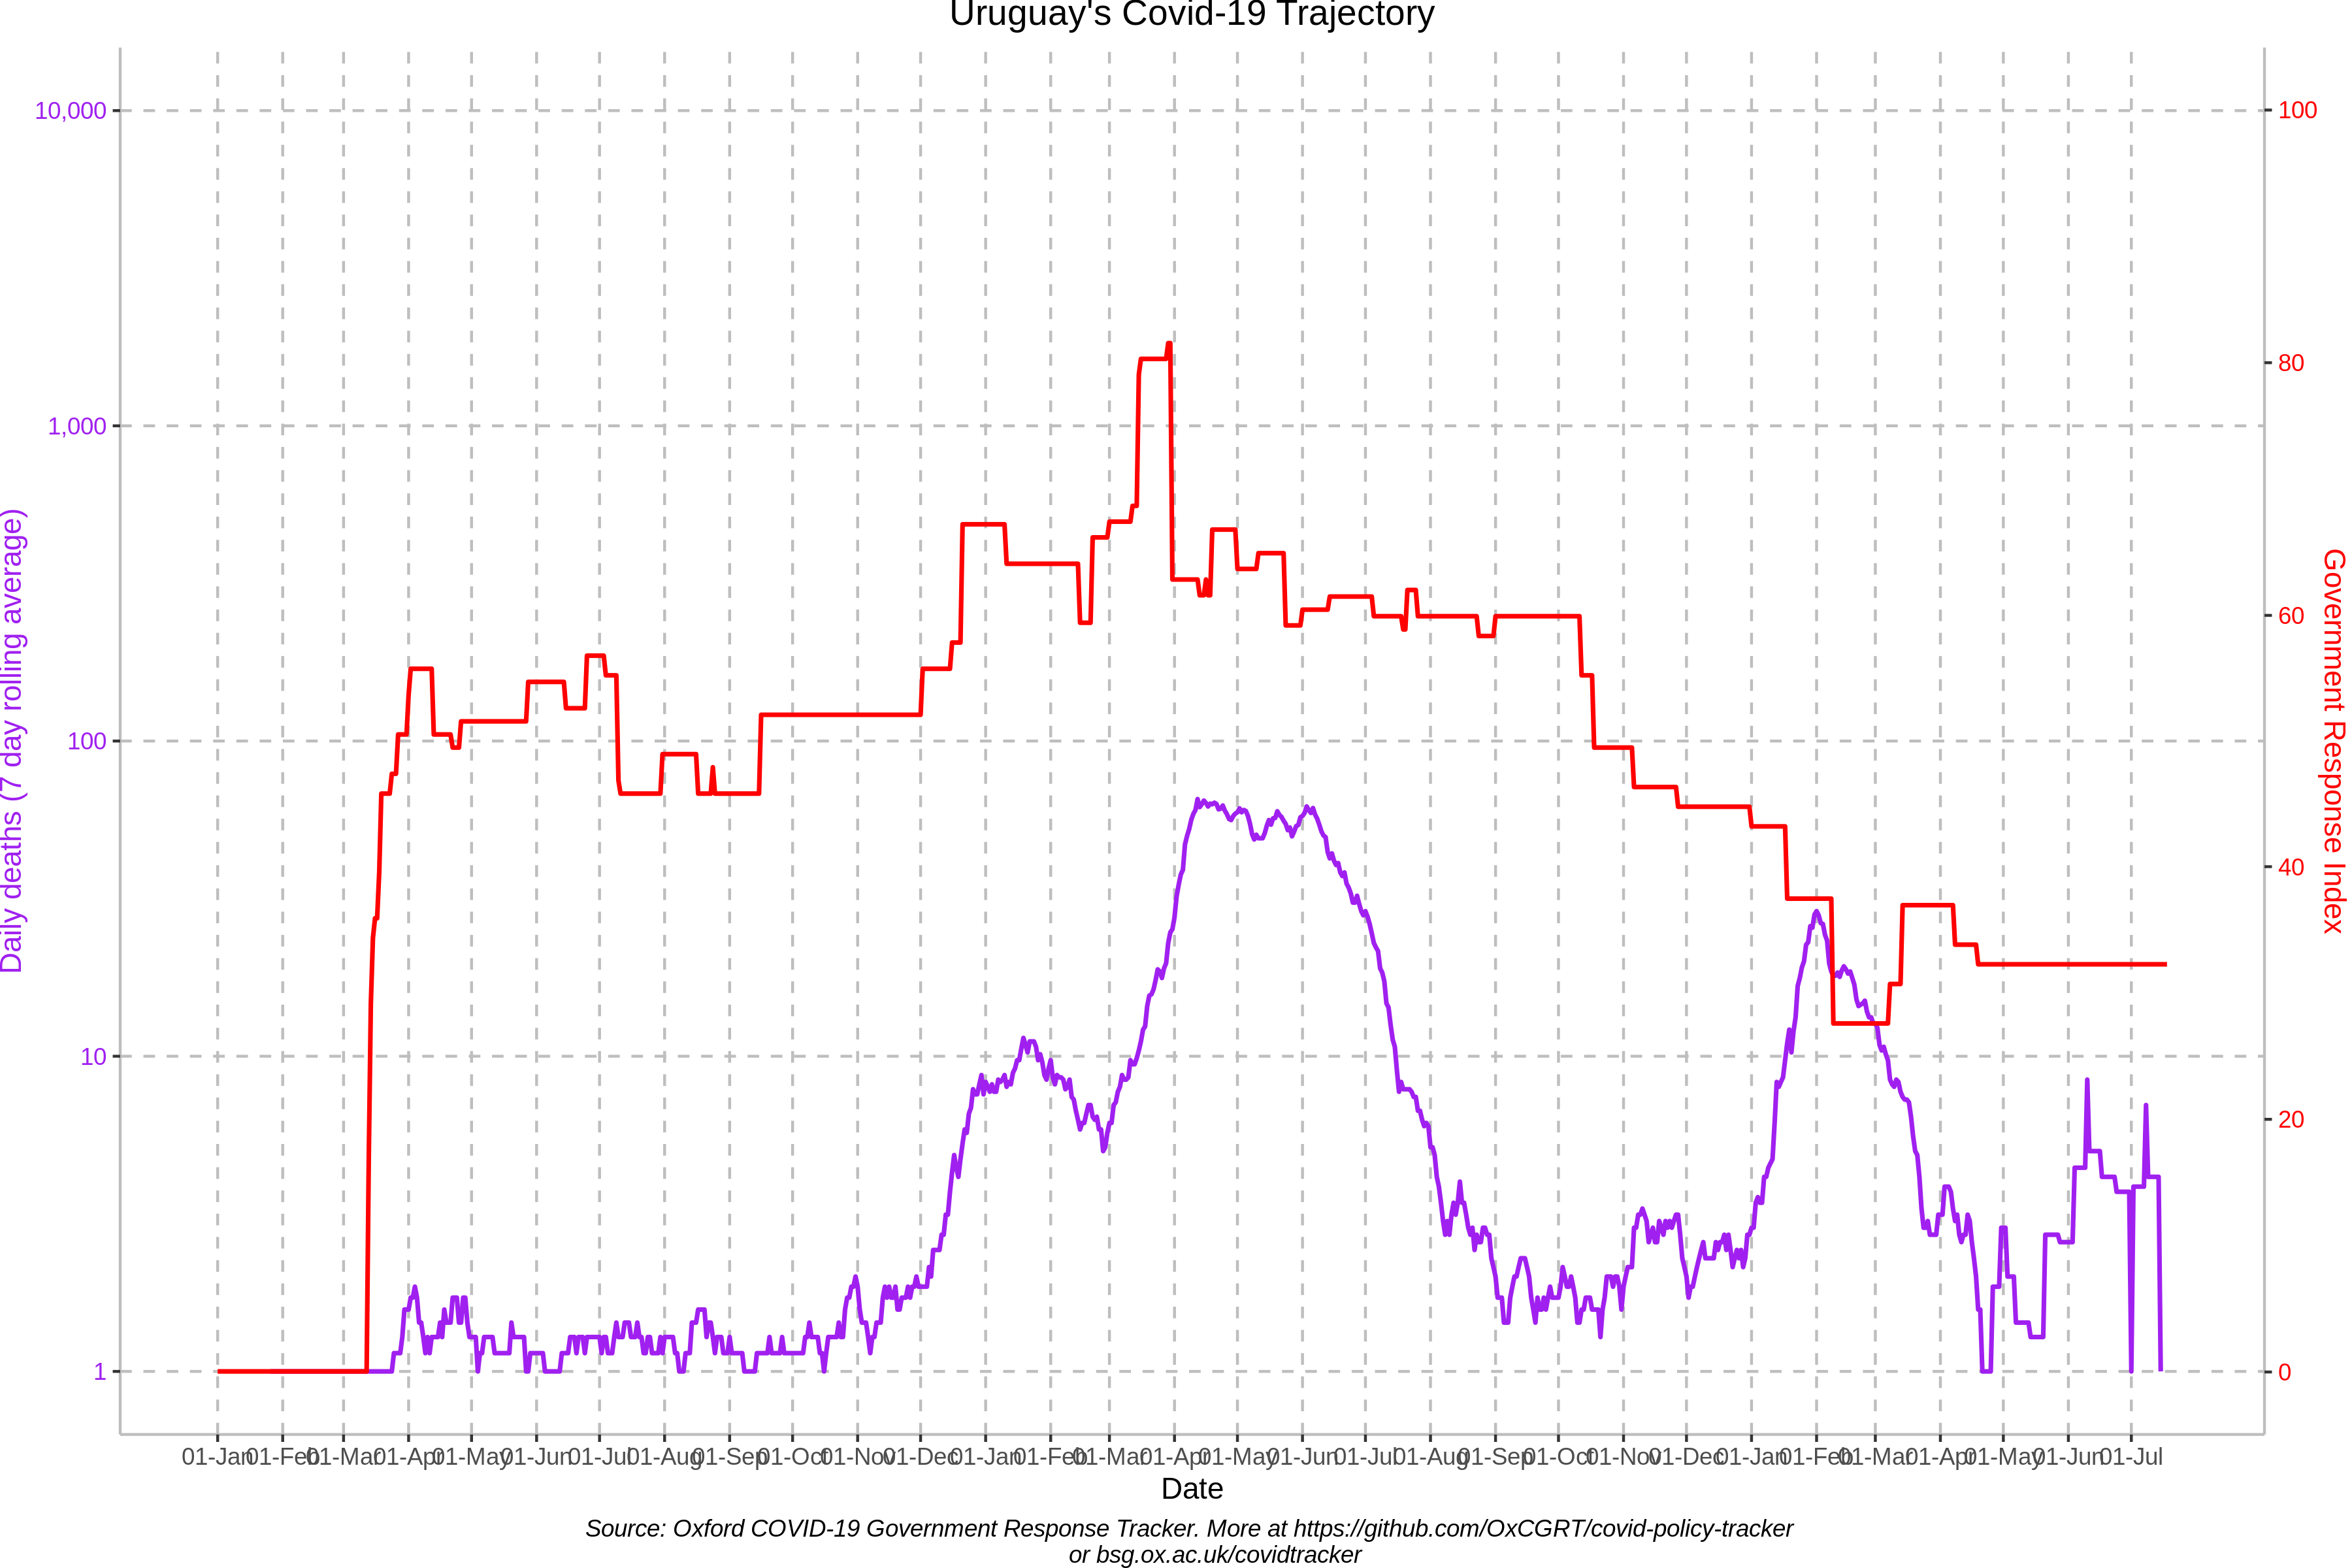 Uruguay's Covid-19 Trajectory
10,000
1,000
100
10
1
Daily deaths (7 day rolling average)
100
80
60
40
20
0
Government Response Index
01-Jan 01-Feb 01-Mar 01-Apr 01-May 01-Jun 01-Jul 01-Aug 01-Sep 01-Oct 01-Nov 01-Dec 01-Jan 01-Feb 01-Mar 01-Apr 01-May 01-Jun 01-Jul 01-Aug 01-Sep 01-Oct 01-Nov 01-Dec 01-Jan 01-Feb 01-Mar 01-Apr 01-May 01-Jun 01-Jul
Date
Source: Oxford COVID-19 Government Response Tracker. More at https://github.com/OxCGRT/covid-policy-tracker
or bsg.ox.ac.uk/covidtracker